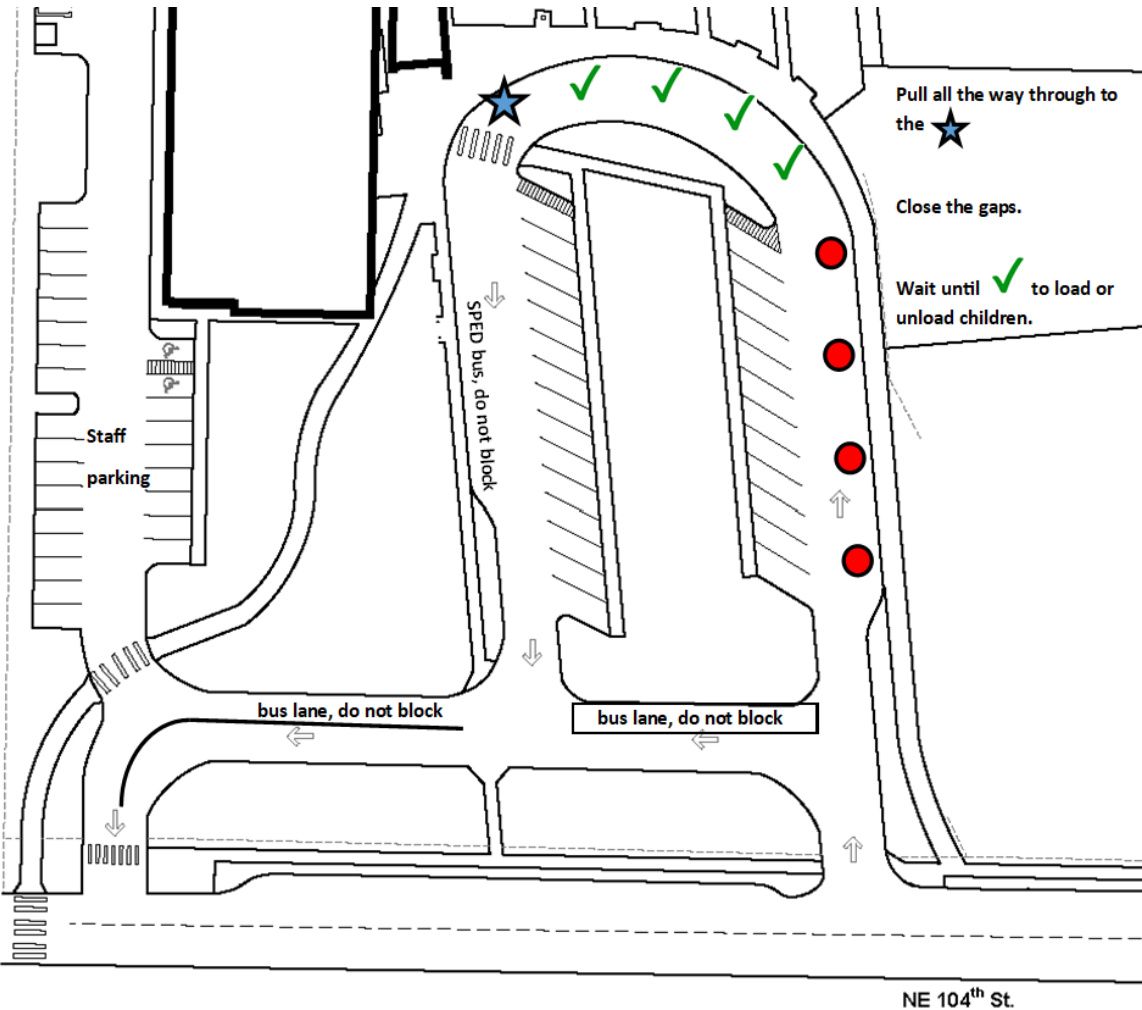 Pull all the way through to
the
Close the gaps.
Wait until to load or
unload children.
SPED bus, do not block
Staff
parking
bus lane, do not block
bus lane, do not block
NE 104th St.